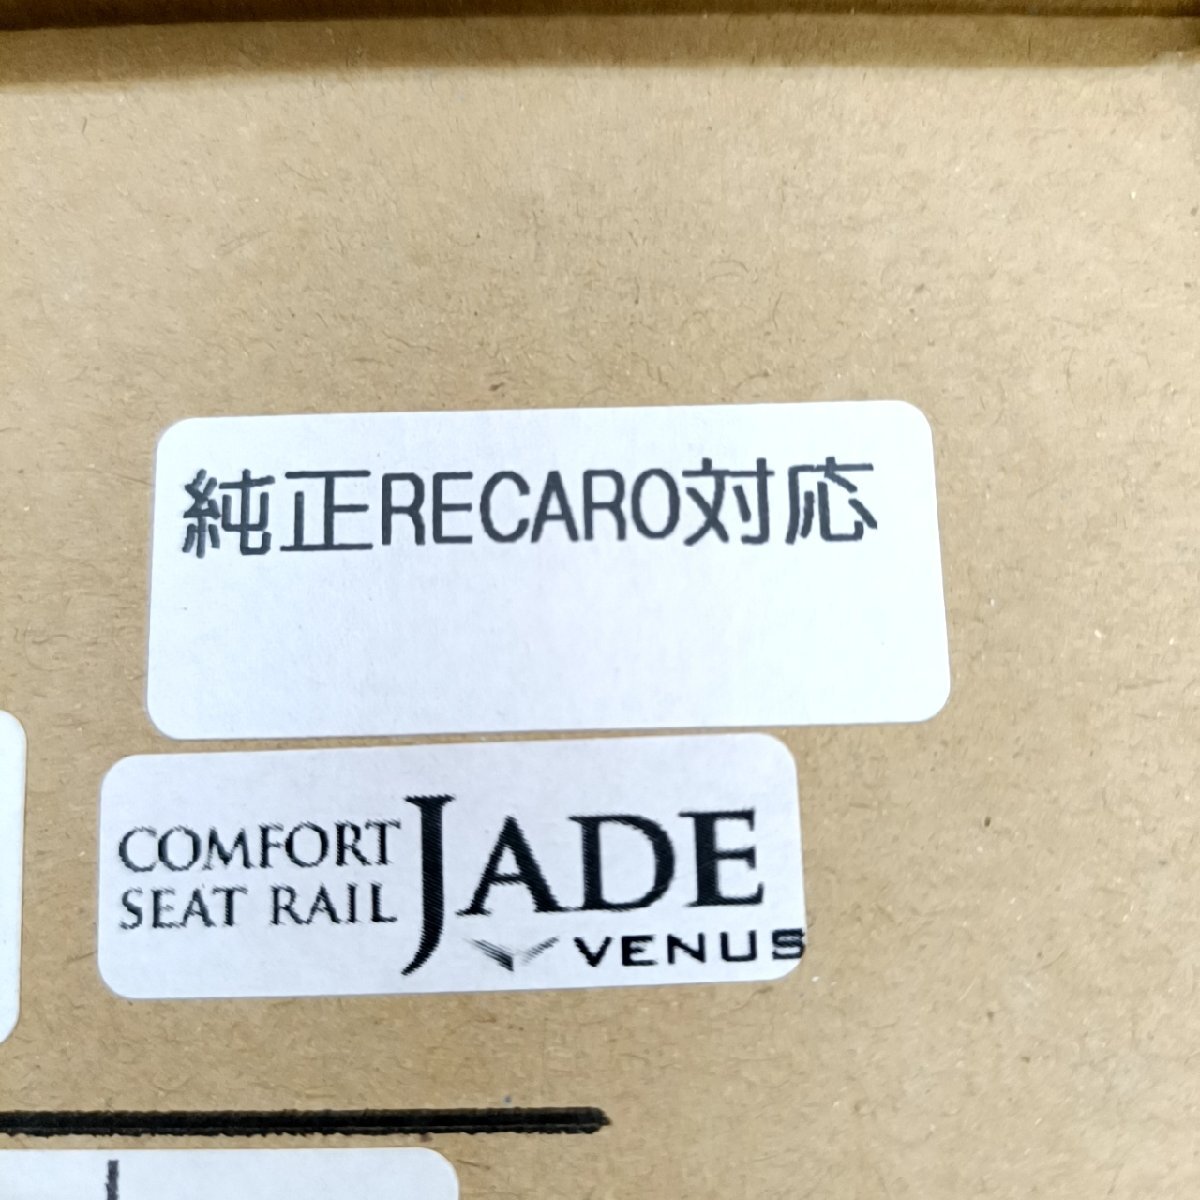 純正RECARO対応
COMFORT
SEAT RAIL
JADE
VENUS